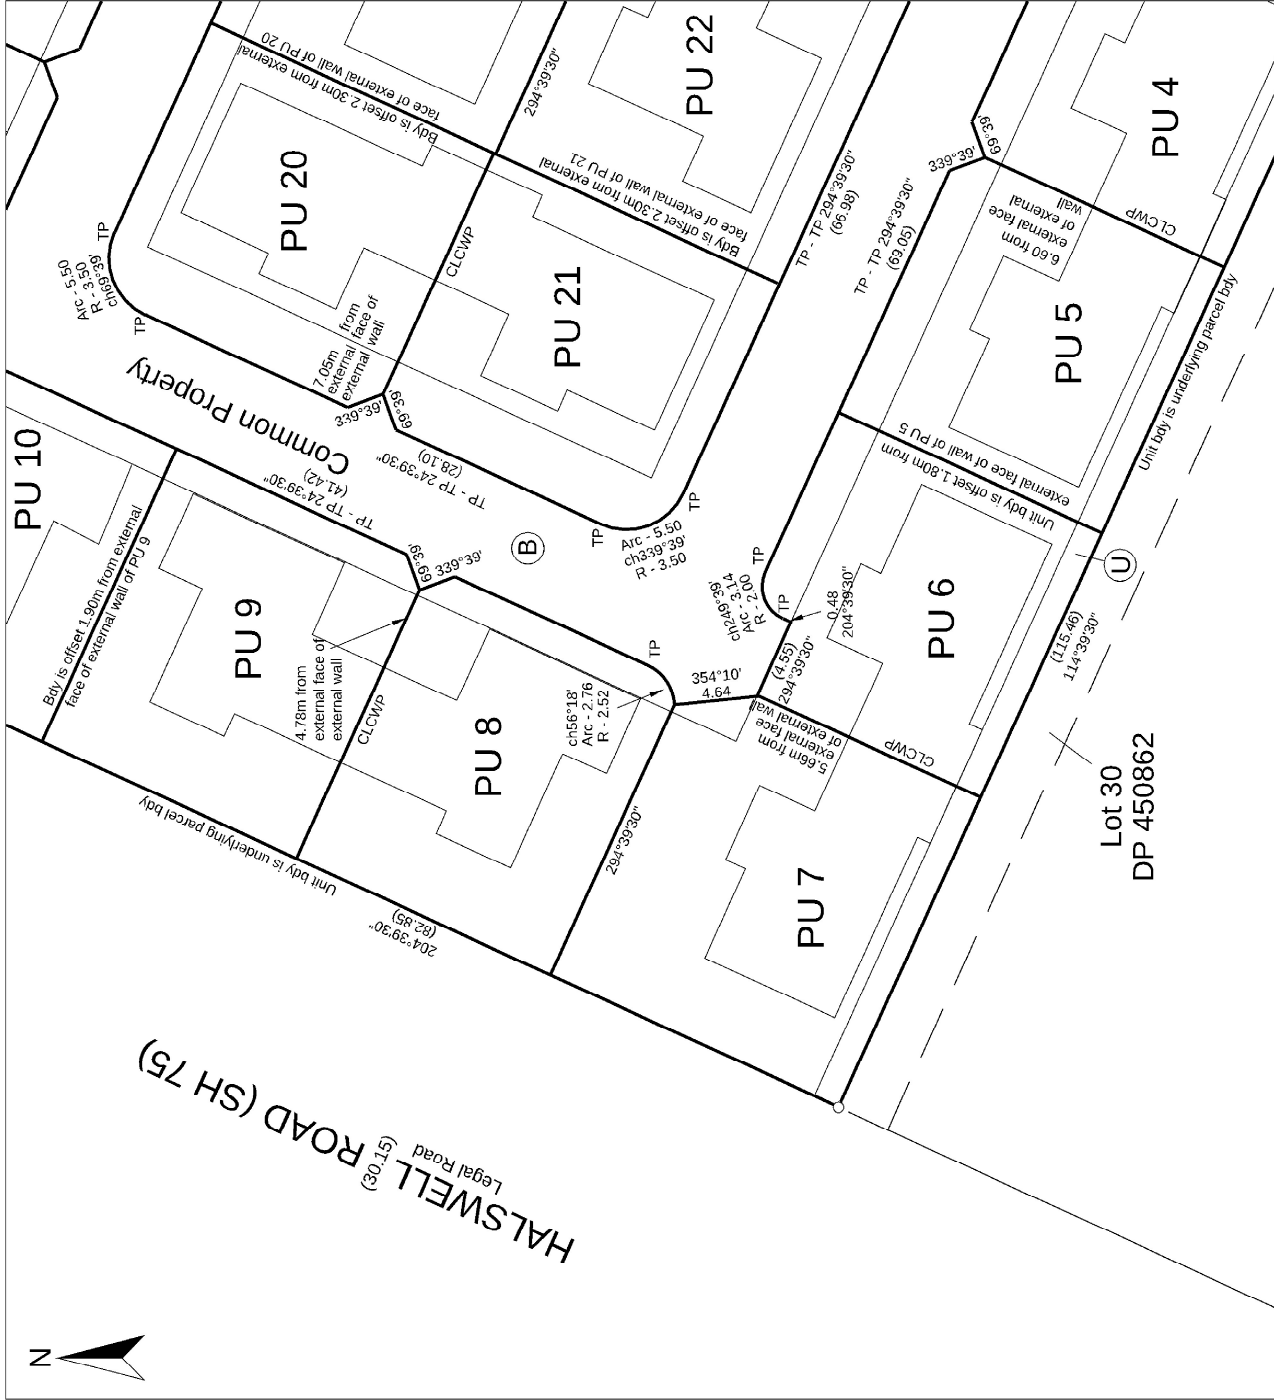 PU 20
PU 22
PU 4
PU 21
PU 5
PU 10
PU 9
PU 6
PU 8
PU 7
Bdy is offset 2.30m from external
face of external wall of PU 20
294°39'30"
Bdy is offset 2.30m from external
face of external wall of PU 21
Arc - 5.50
R - 3.50
ch69°39'
TP
TP
Common Property
7.05m from
external face of
external wall
339°39'
69°39'
CLCWP
TP - TP 24°39'30"
(28.10)
TP - TP 24°39'30"
(41.42)
TP - TP 294°39'30"
(66.98)
TP - TP 294°39'30"
(69.05)
339°39'
69°39'
6.60 from
external face
of external
wall
CLCWP
Unit bdy is underlying parcel bdy
Bdy is offset 1.90m from external
face of external wall of PU 9
69°39'
339°39'
B
TP
TP
Arc - 5.50
ch339°39'
R - 3.50
Unit bdy is offset 1.80m from
external face of wall of PU 5
TP
TP
ch249°39'
Arc - 3.14
R - 2.00
0.48
204°39'30"
U
(115.46)
114°39'30"
4.78m from
external face of
external wall
CLCWP
TP
ch56°18'
Arc - 2.76
R - 2.52
354°10'
4.64
(4.55)
294°39'30"
5.66m from
external face
of external
wall
CLCWP
294°39'30"
Unit bdy is underlying parcel bdy
204°39'30"
(82.85)
Lot 30
DP 450862
HALSWELL ROAD (SH 75)
Legal Road
(30.15)
N